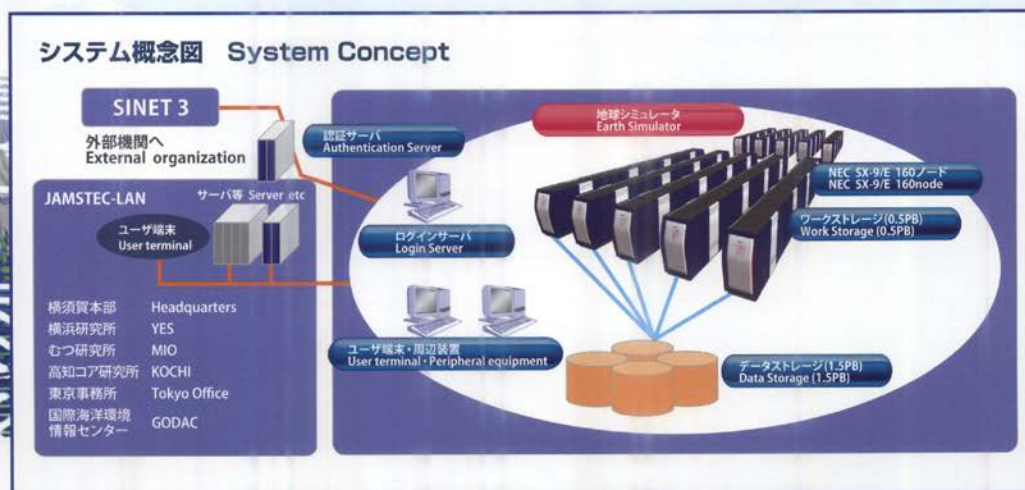 システム概念図 System Concept
SINET 3
外部機関へ
External organization
認証サーバ
Authentication Server
地球シミュレータ
Earth Simulator
NEC SX-9/E 160ノード
NEC SX-9/E 160node
ワークストレージ(0.5PB)
Work Storage (0.5PB)
ログインサーバ
Login Server
JAMSTEC-LAN
サーバ等 Server etc
ユーザ端末
User terminal
横須賀本部 Headquarters
横浜研究所 YES
むつ研究所 MIO
高知コア研究所 KOCHI
東京事務所 Tokyo Office
国際海洋環境
情報センター GODAC
ユーザ端末・周辺装置
User terminal・Peripheral equipment
データストレージ(1.5PB)
Data Storage (1.5PB)